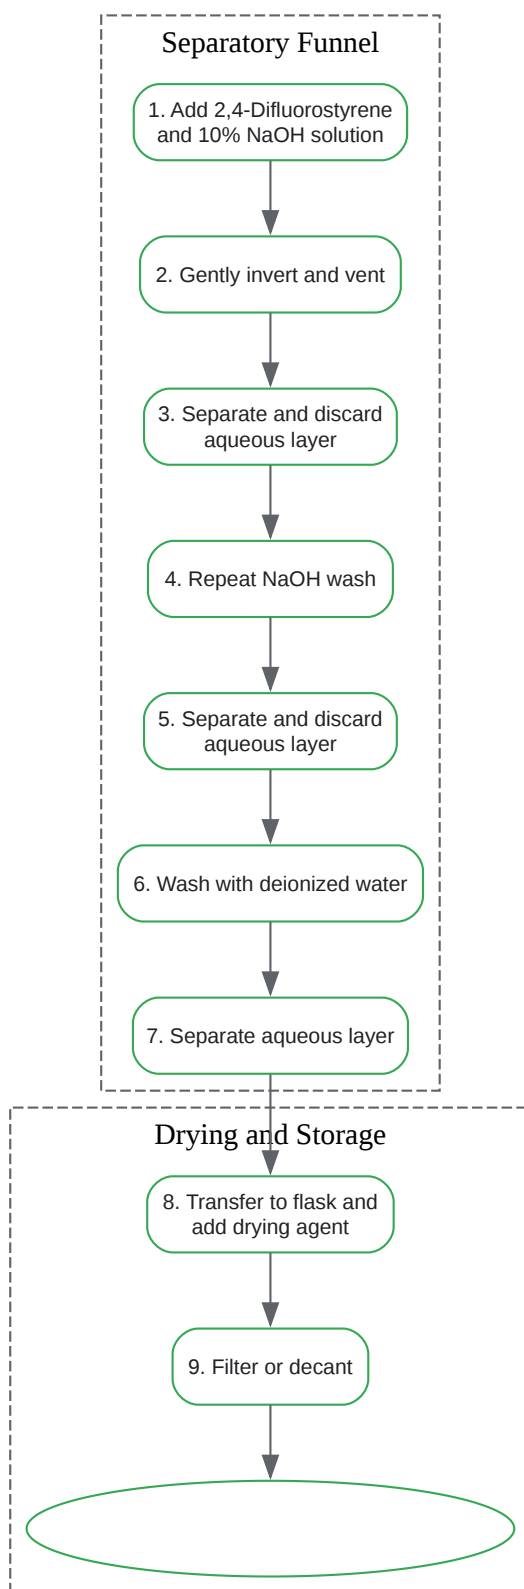 Separatory Funnel
1. Add 2,4-Difluorostyrene
and 10% NaOH solution
2. Gently invert and vent
3. Separate and discard
aqueous layer
4. Repeat NaOH wash
5. Separate and discard
aqueous layer
6. Wash with deionized water
7. Separate aqueous layer
Drying and Storage
8. Transfer to flask and
add drying agent
9. Filter or decant